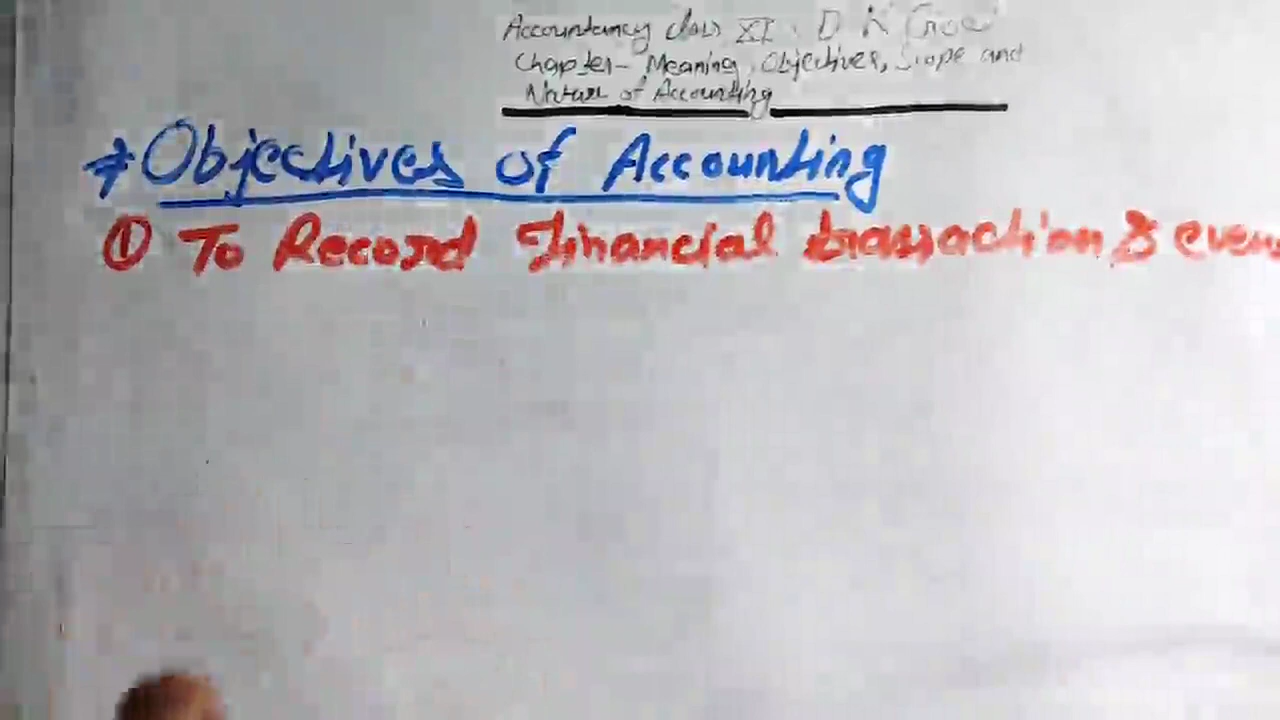 Accountancy class XI. D K Goel
Chapter- Meaning, Objectives, Scope and
Nature of Accounting
* Objectives of Accounting
① To Record Financial transaction & even